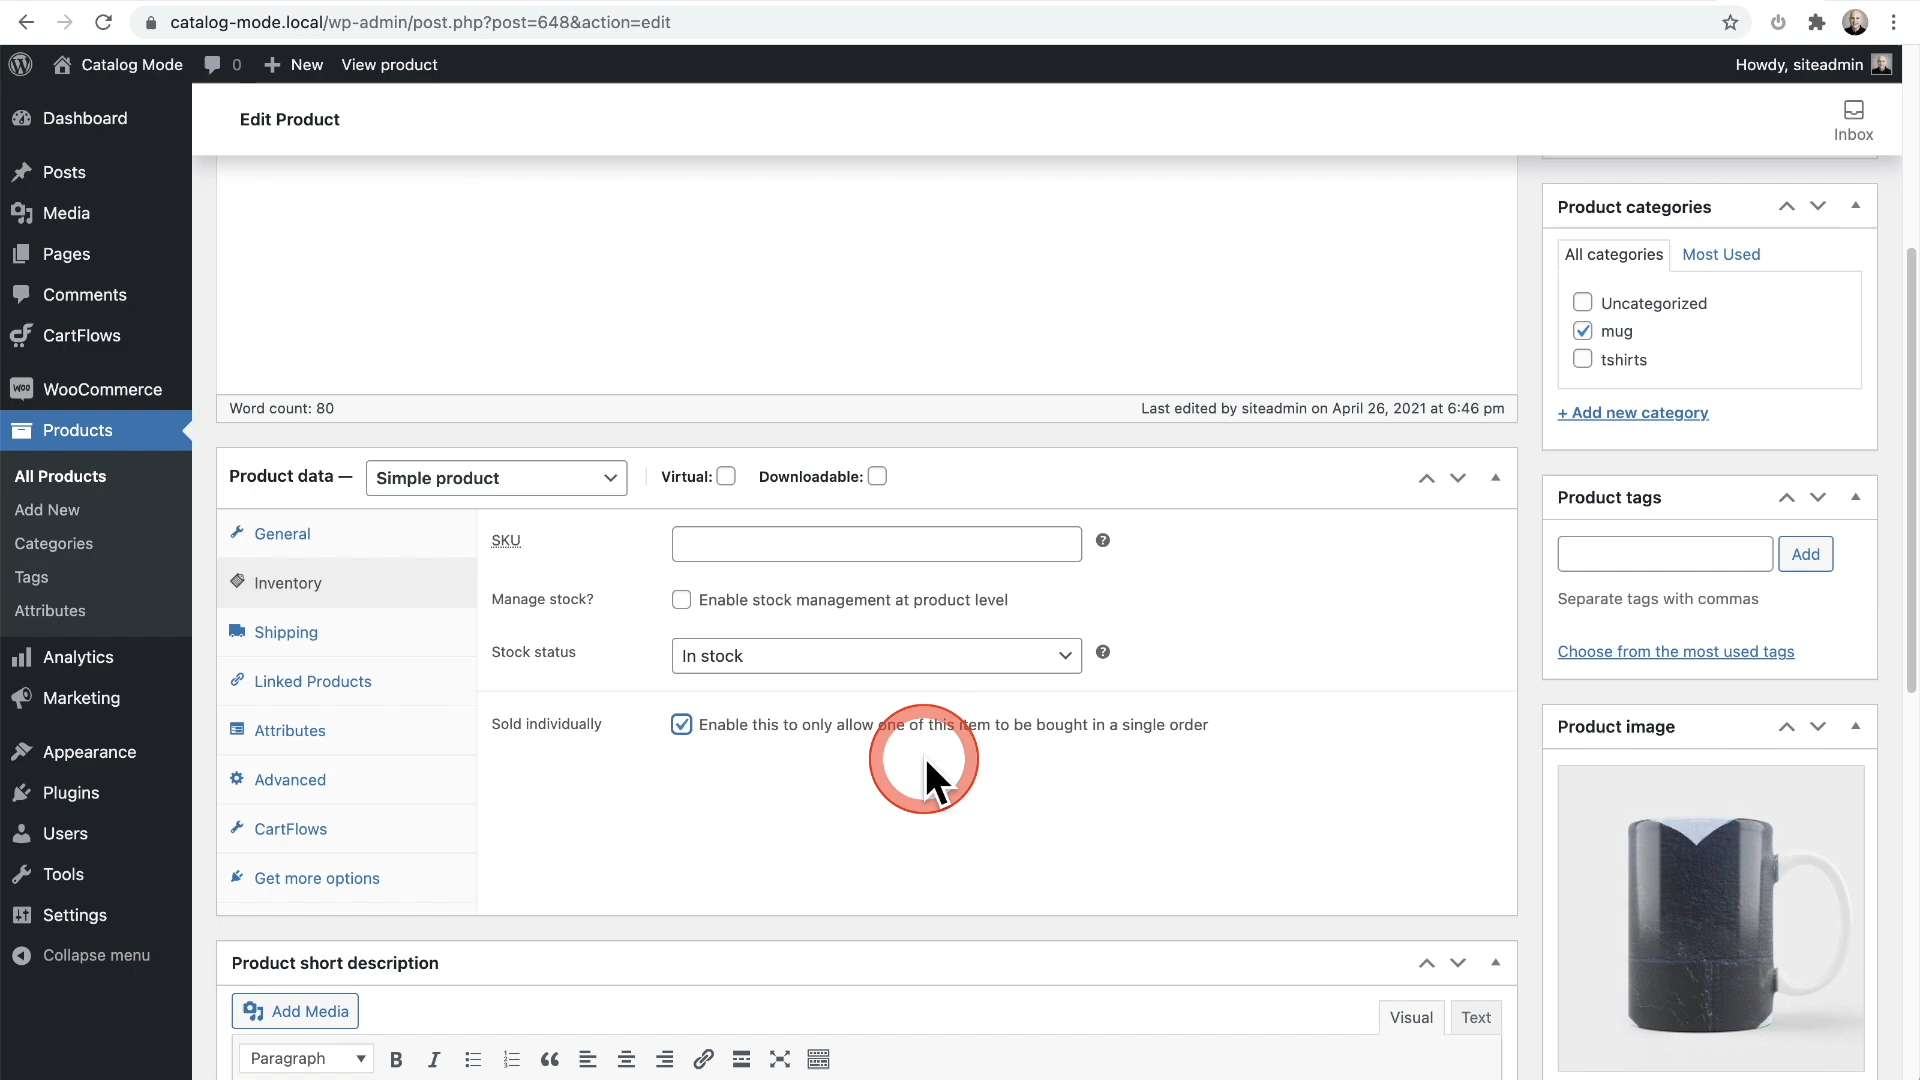 catalog-mode.local/wp-admin/post.php?post=648&action=edit
Catalog Mode
0
New
View product
Howdy, siteadmin
Dashboard
Posts
Media
Pages
Comments
CartFlows
WOO
WooCommerce
Products
All Products
Add New
Categories
Tags
Attributes
Analytics
Marketing
Appearance
Plugins
Users
Tools
Settings
Collapse menu
Edit Product
Inbox
Word count: 80
Last edited by siteadmin on April 26, 2021 at 6:46 pm
Product data —
Simple product
Virtual:
Downloadable:
General
Inventory
Shipping
Linked Products
Attributes
Advanced
CartFlows
Get more options
SKU
Manage stock?
Enable stock management at product level
Stock status
In stock
Sold individually
Enable this to only allow one of this item to be bought in a single order
Product short description
Add Media
Visual
Text
Paragraph
Product categories
All categories
Most Used
Uncategorized
mug
tshirts
+ Add new category
Product tags
Add
Separate tags with commas
Choose from the most used tags
Product image